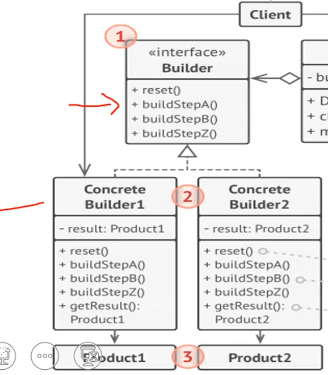 Client
1
«interface»
Builder
+ reset()
+ buildStepA()
+ buildStepB()
+ buildStepZ()
- bu
+ D
+ c
+ m
Concrete
Builder1
- result: Product1
+ reset()
+ buildStepA()
+ buildStepB()
+ buildStepZ()
+ getResult():
Product1
2
Concrete
Builder2
- result: Product2
+ reset()
+ buildStepA()
+ buildStepB()
+ buildStepZ()
+ getResult():
Product2
Product1
3
Product2